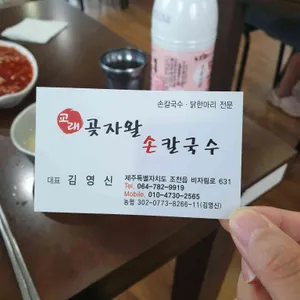 손칼국수 · 닭한마리 전문
교래 곶자왈
손칼국수
대표 김영신
제주특별자치도 조천읍 비자림로 631
Tel. 064-782-9919
Mobile. 010-4730-2565
농협 302-0773-8266-11(김영신)